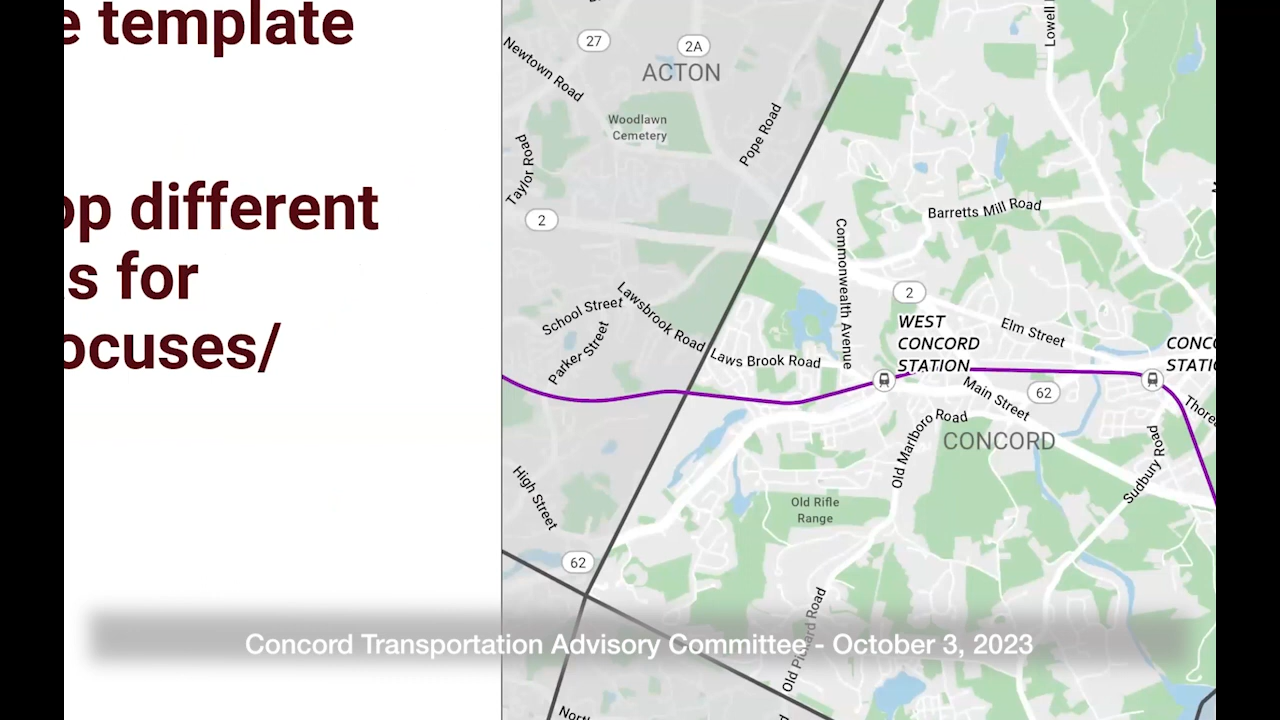 e template
op different
s for
ocuses/
27
2A
ACTON
Newtown Road
Woodlawn
Cemetery
Pope Road
Taylor Road
2
Lowell
Barretts Mill Road
Commonwealth Avenue
2
School Street
Lawsbrook Road
Parker Street
Laws Brook Road
WEST
CONCORD
STATION
Elm Street
CONC
STATI
Main Street
62
Thore
Old Marlboro Road
CONCORD
Sudbury Road
High Street
Old Rifle
Range
62
Old Pickard Road
Nort
Concord Transportation Advisory Committee - October 3, 2023